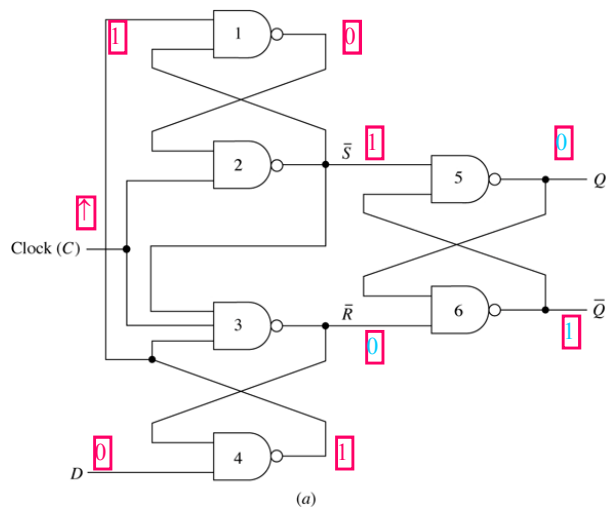 1 1 0
2 S̄ 1 0
5 Q
↑
Clock (C)
3 R̄ 6 Q̄
0 1
0 4 1
D
(a)